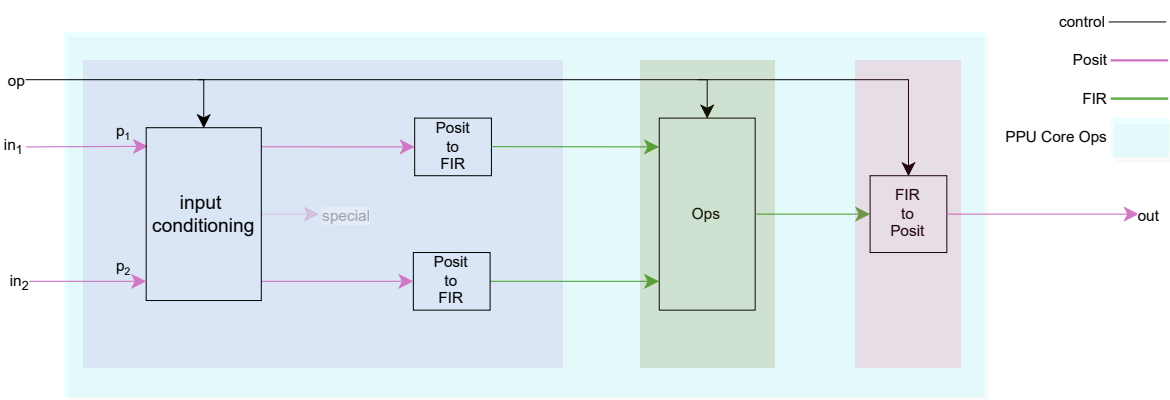 control
Posit
FIR
PPU Core Ops
op
in1
in2
p1
p2
input
conditioning
special
Posit
to
FIR
Posit
to
FIR
Ops
FIR
to
Posit
out